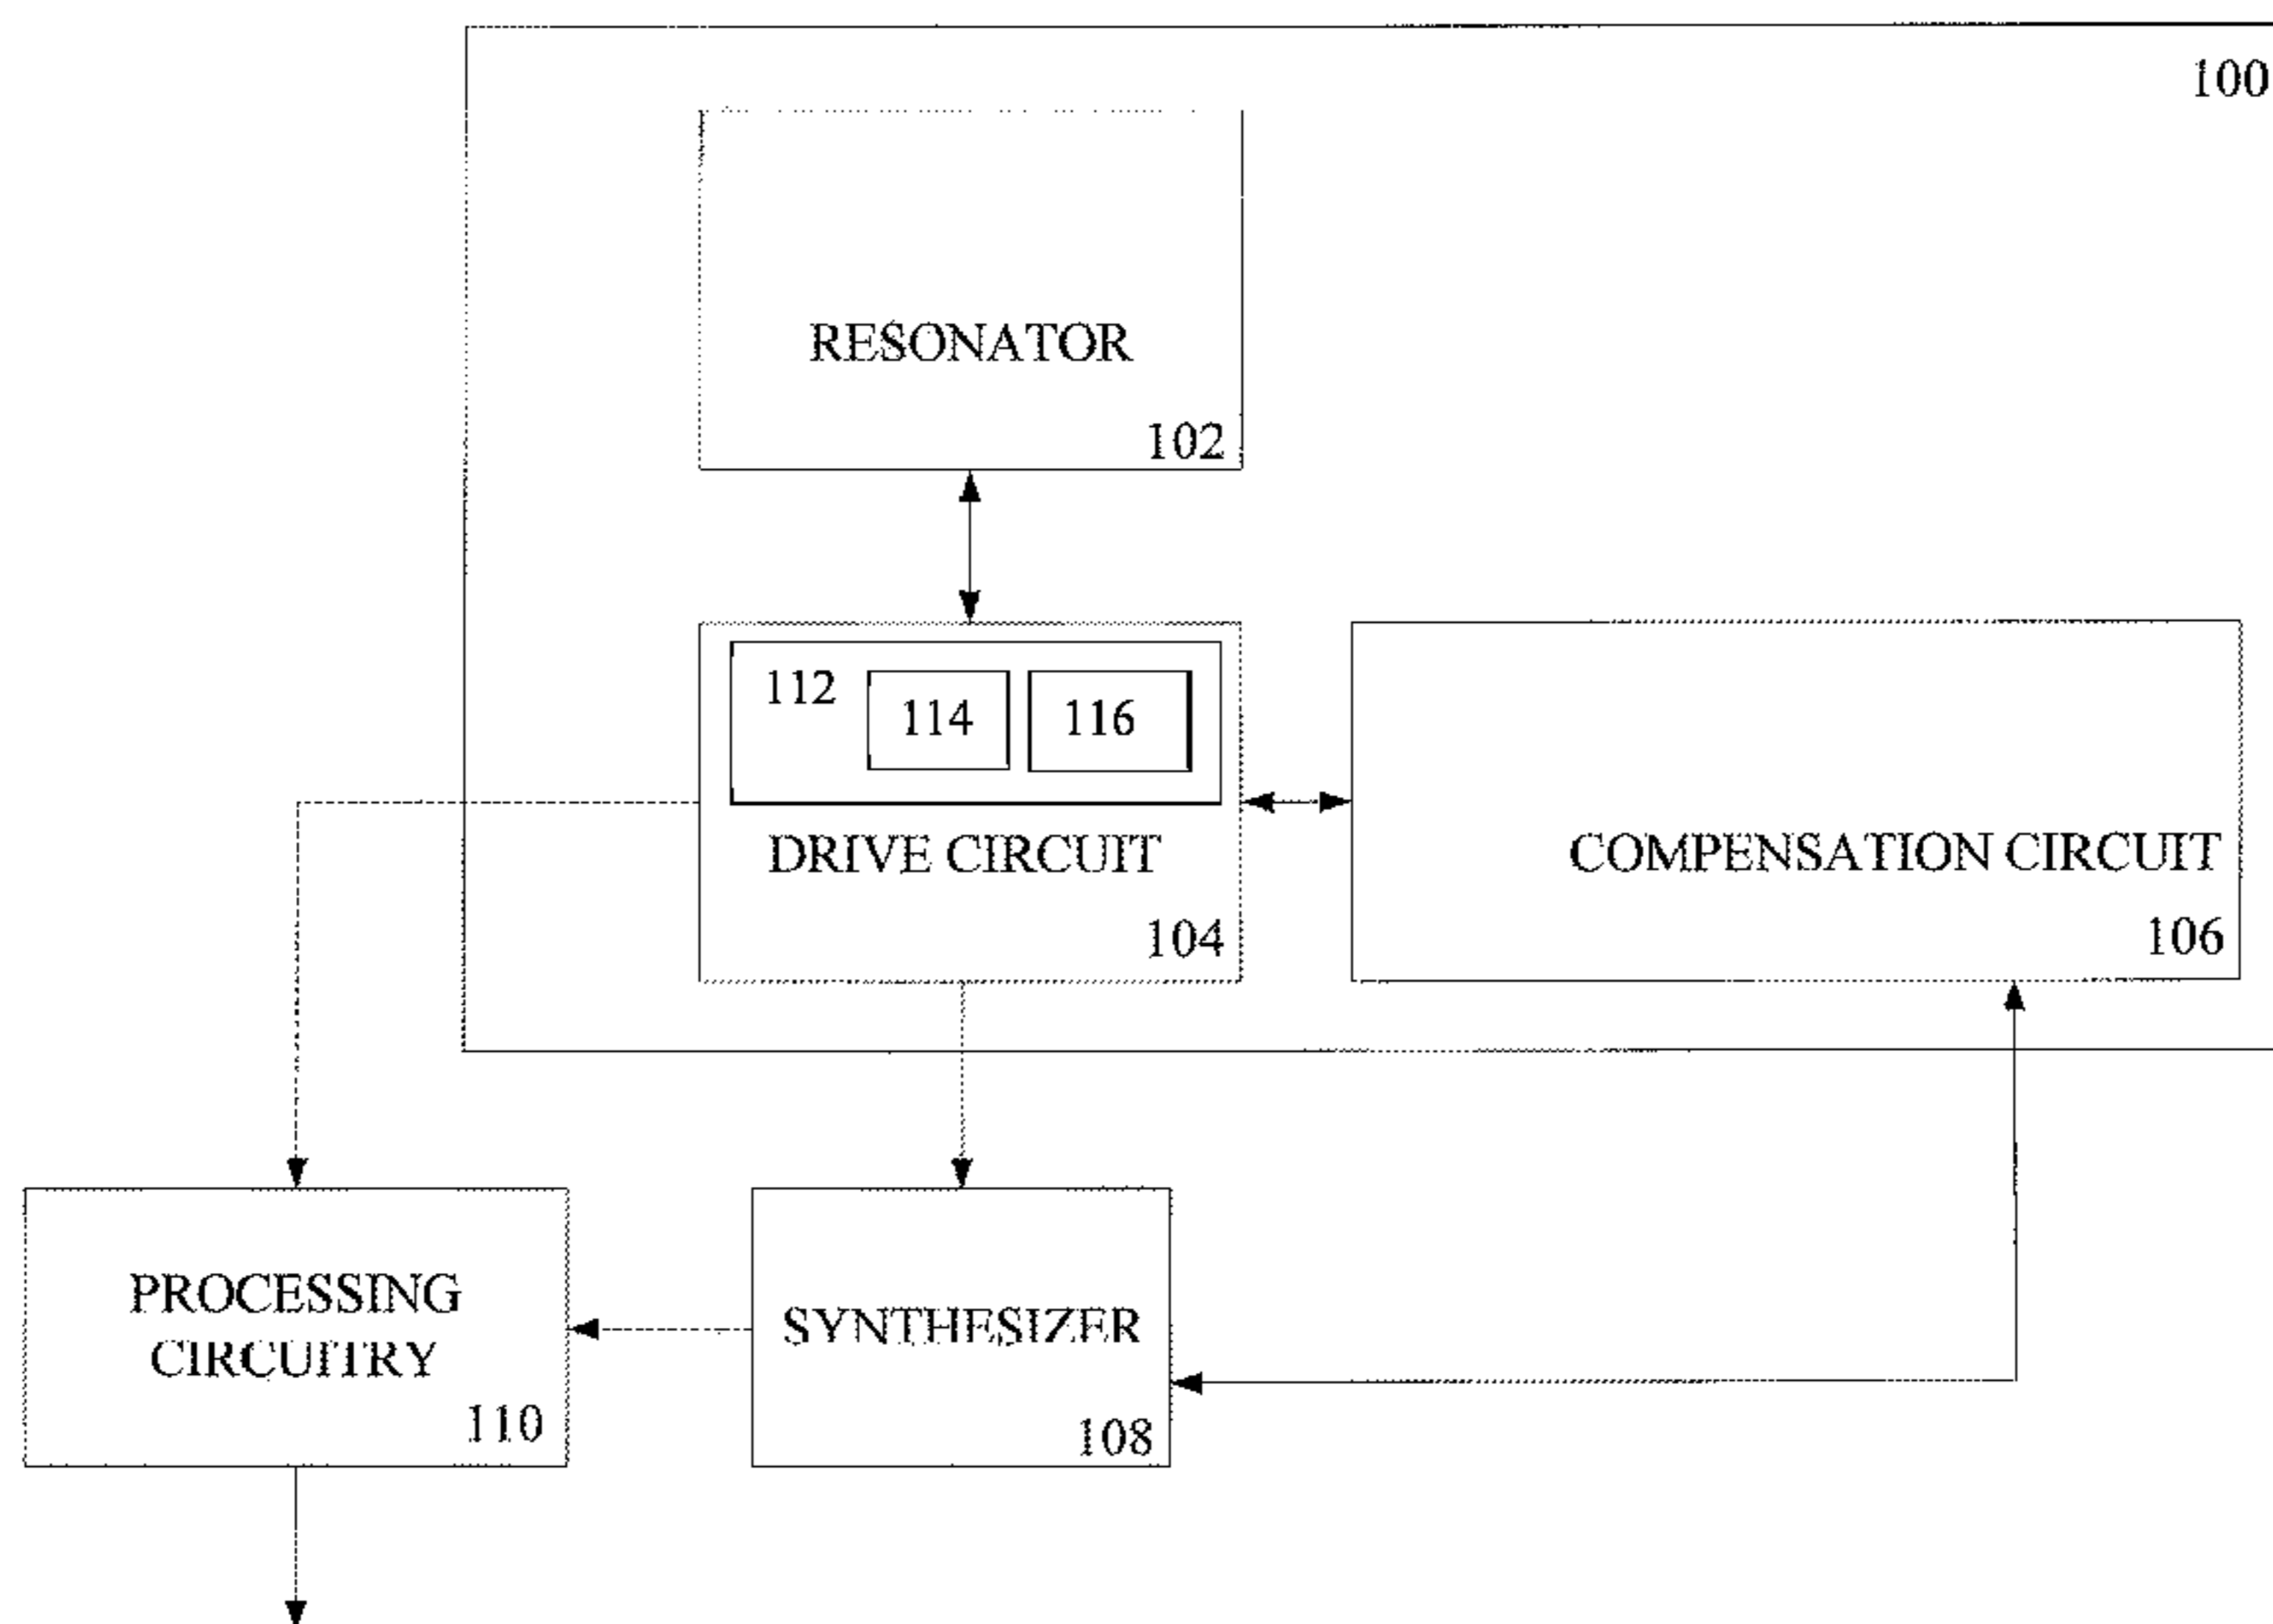 100
RESONATOR
102
112
114
116
DRIVE CIRCUIT
104
COMPENSATION CIRCUIT
106
PROCESSING
CIRCUITRY
110
SYNTHESIZER
108